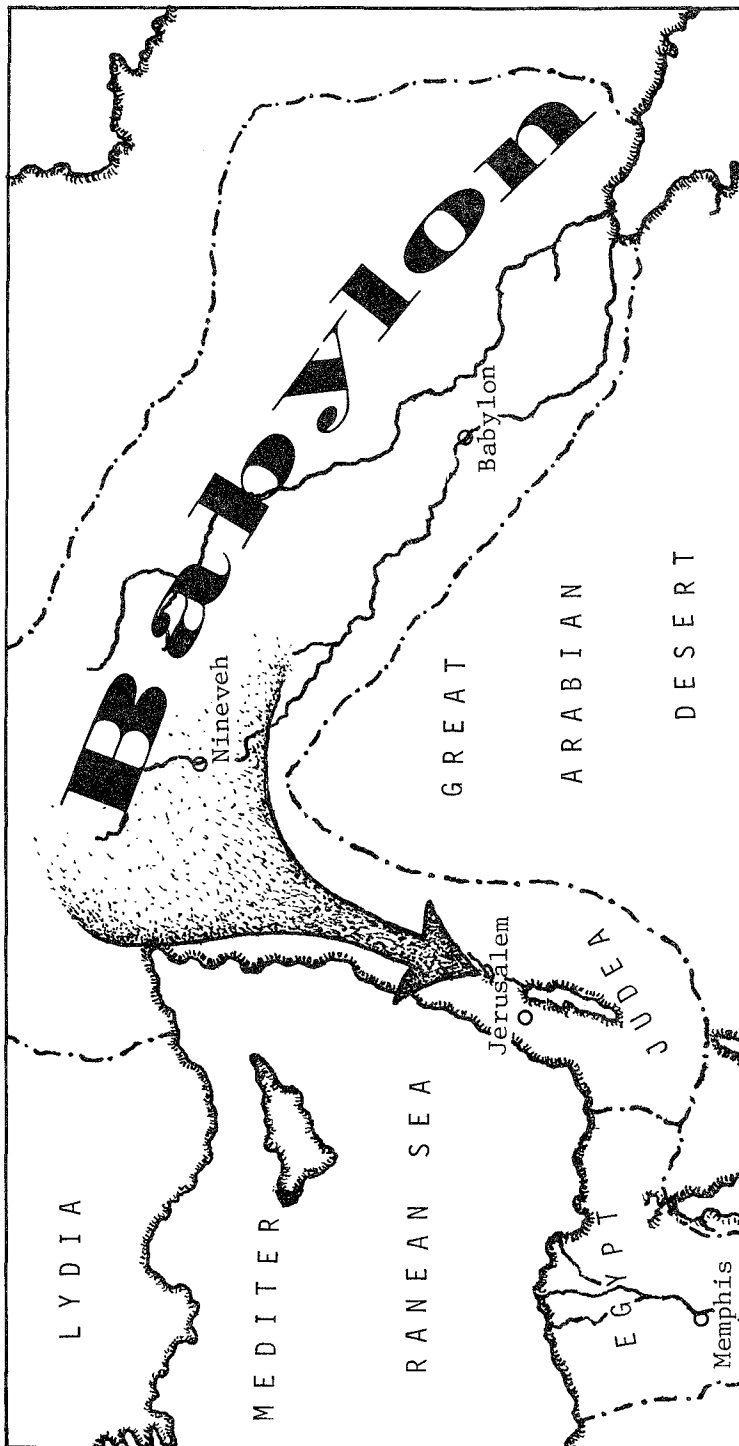 Babylon
LYDIA
Nineveh
MEDITER
RANEAN SEA
Babylon
GREAT
Jerusalem
ARABIAN
JUDEA
DESERT
EGYPT
Memphis